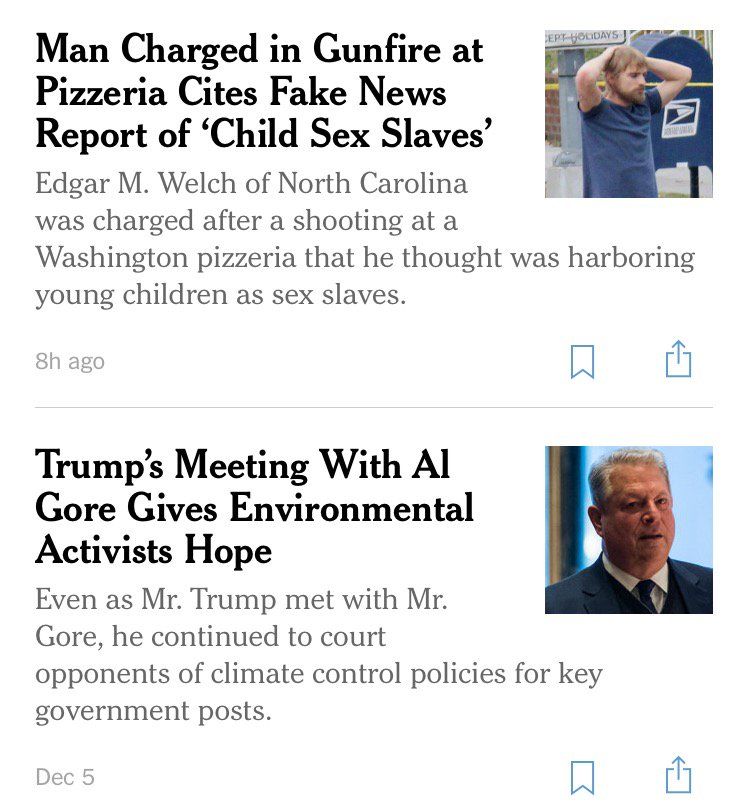 Man Charged in Gunfire at
Pizzeria Cites Fake News
Report of ‘Child Sex Slaves’
Edgar M. Welch of North Carolina
was charged after a shooting at a
Washington pizzeria that he thought was harboring
young children as sex slaves.
8h ago
HOLIDAYS
Trump’s Meeting With Al
Gore Gives Environmental
Activists Hope
Even as Mr. Trump met with Mr.
Gore, he continued to court
opponents of climate control policies for key
government posts.
Dec 5